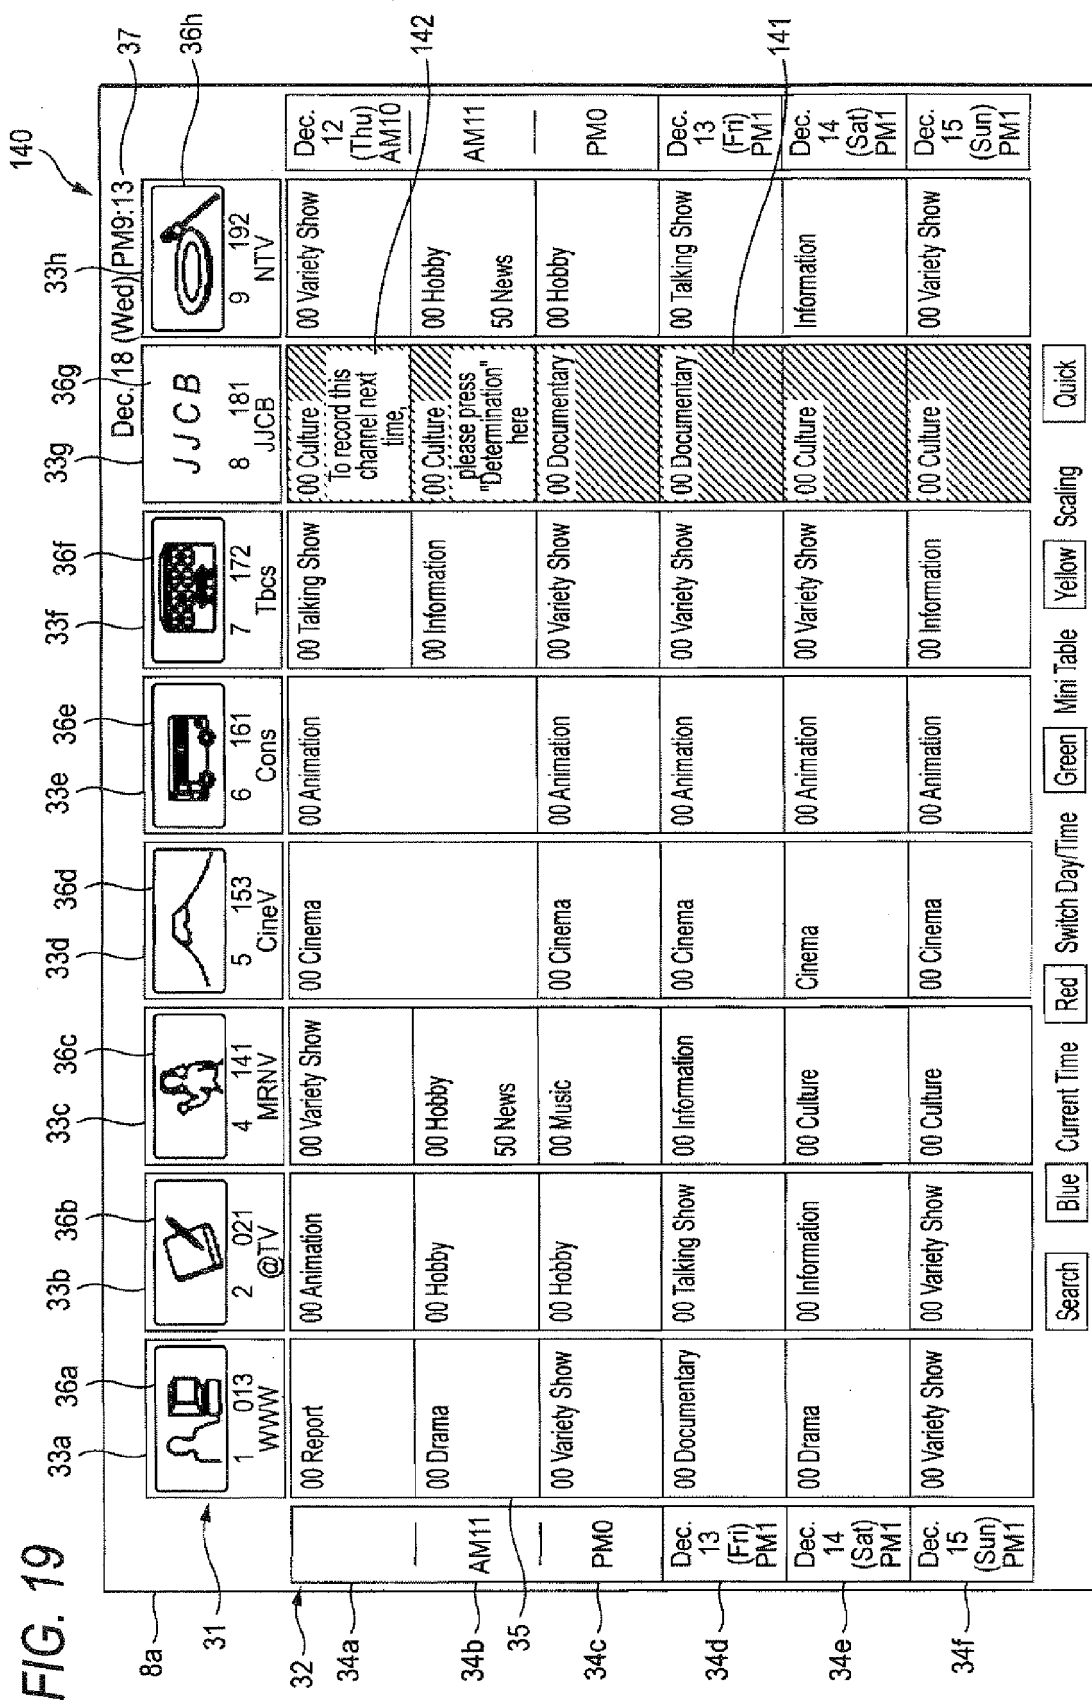 FIG. 19
140
33a 36a 33b 36b 33c 36c 33d 36d 33e 36e 33f 36f 33g 36g 33h 37
36h
8a
Dec.18 (Wed) PM9:13
31
J J C B
1 013 2 021 4 141 5 153 6 161 7 172 8 181 9 192
WWW @TV MRNV CineV Cons Tbcs JJCB NTV
32
34a
00 Report 00 Animation 00 Variety Show 00 Cinema 00 Animation 00 Talking Show 00 Culture 00 Variety Show
Dec.
12
(Thu)
AM10
To record this
channel next
time,
142
34b
AM11 00 Drama 00 Hobby 00 Hobby 00 Information 00 Culture 00 Hobby AM11
50 News 50 News
please press
"Determination"
here
35
34c
PM0 00 Variety Show 00 Hobby 00 Music 00 Cinema 00 Animation 00 Variety Show 00 Documentary 00 Hobby PM0
34d
Dec.
13
(Fri)
PM1
00 Documentary 00 Talking Show 00 Information 00 Cinema 00 Animation 00 Variety Show 00 Documentary 00 Talking Show
Dec.
13
(Fri)
PM1
141
34e
Dec.
14
(Sat)
PM1
00 Drama 00 Information 00 Culture Cinema 00 Animation 00 Variety Show 00 Culture Information
Dec.
14
(Sat)
PM1
34f
Dec.
15
(Sun)
PM1
00 Variety Show 00 Variety Show 00 Culture 00 Cinema 00 Animation 00 Information 00 Culture 00 Variety Show
Dec.
15
(Sun)
PM1
Search Blue Current Time Red Switch Day/Time Green Mini Table Yellow Scaling Quick